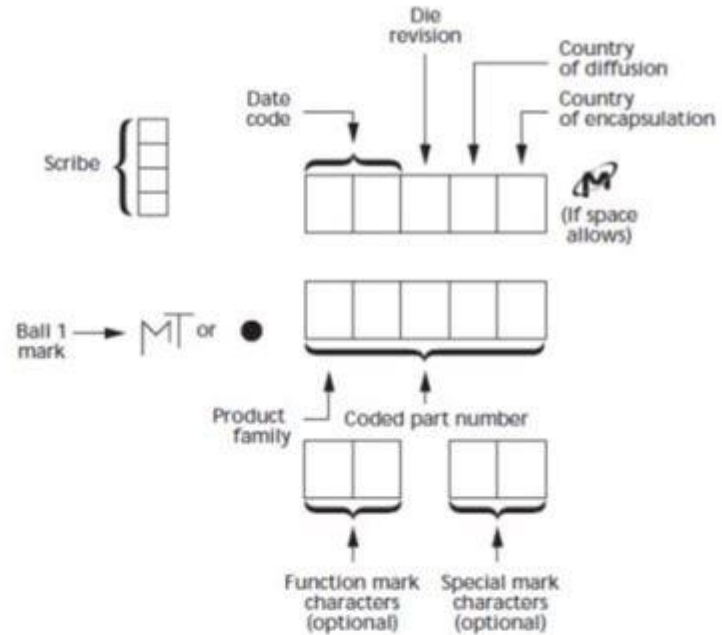 Die
revision
Country
of diffusion
Date
code
Country
of encapsulation
Scribe
M
(If space
allows)
Ball 1
mark
MT or
Product
family
Coded part number
Function mark
characters
(optional)
Special mark
characters
(optional)